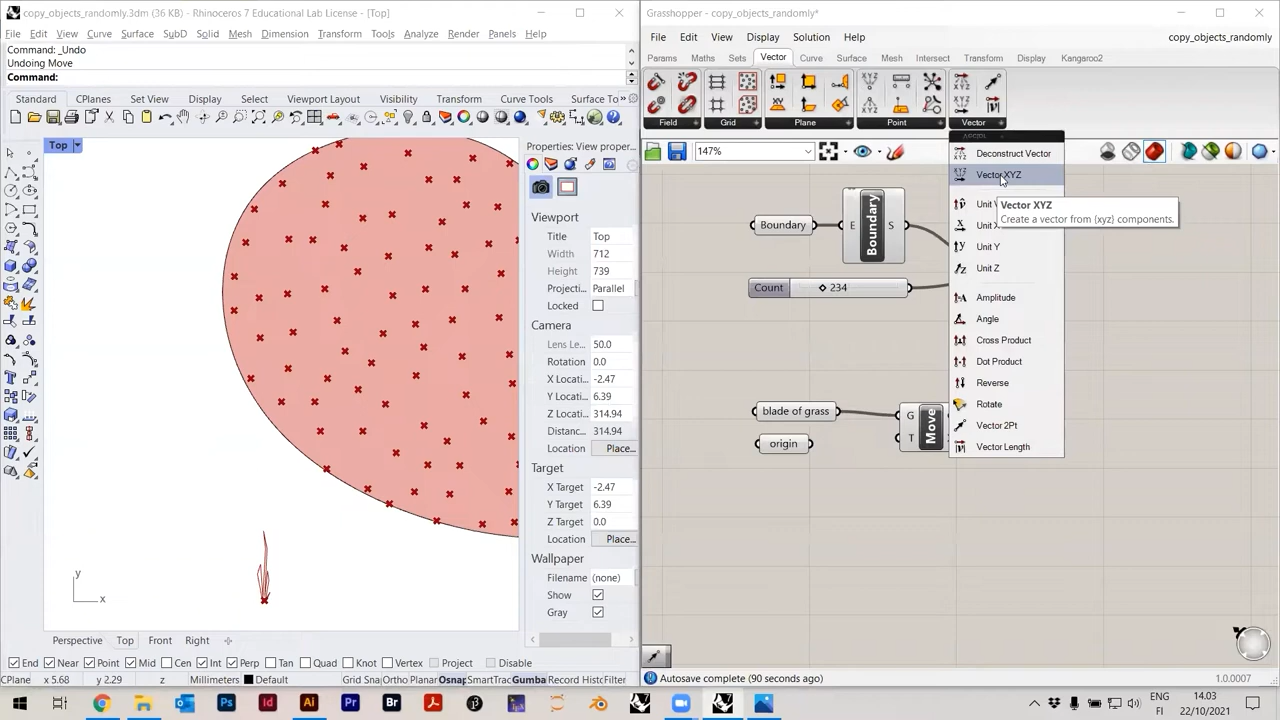 copy_objects_randomly.3dm (36 KB) - Rhinoceros 7 Educational Lab License - [Top]
File Edit View Curve Surface SubD Solid Mesh Dimension Transform Tools Analyze Render Panels Help
Command: _Undo
Undoing Move
Command:
Standard CPlanes Set View Display Select Viewport Layout Visibility Transform Curve Tools Surface To »
Top
Properties: Viewport
Viewport
Title Top
Width 712
Height 739
Projecti... Parallel
Locked
Camera
Lens Le... 50.0
Rotation 0.0
X Locati... -2.47
Y Locati... 6.39
Z Locati... 314.94
Distanc... 314.94
Location Place...
Target
X Target -2.47
Y Target 6.39
Z Target 0.0
Location Place...
Wallpaper
Filename (none)
Show
Gray
y
x
Perspective Top Front Right
End Near Point Mid Cen Int Perp Tan Quad Knot Vertex Project Disable
CPlane x 5.68 y 2.29 z Millimeters Default Grid Snap Ortho Planar Osnap SmartTrac Gumba Record Histor Filter
Grasshopper - copy_objects_randomly*
File Edit View Display Solution Help
copy_objects_randomly
Params Maths Sets Vector Curve Surface Mesh Intersect Transform Display Kangaroo2
Field Grid Plane Point Vector
147%
Deconstruct Vector
Vector XYZ
Vector XYZ
Create a vector from {xyz} components.
Unit Y
Unit Z
Amplitude
Angle
Cross Product
Dot Product
Reverse
Rotate
Vector 2Pt
Vector Length
Boundary E Boundary S
Count 234
blade of grass
origin
G
T
Move
Autosave complete (90 seconds ago)
1.0.0007
ENG
FI
14.03
22/10/2021